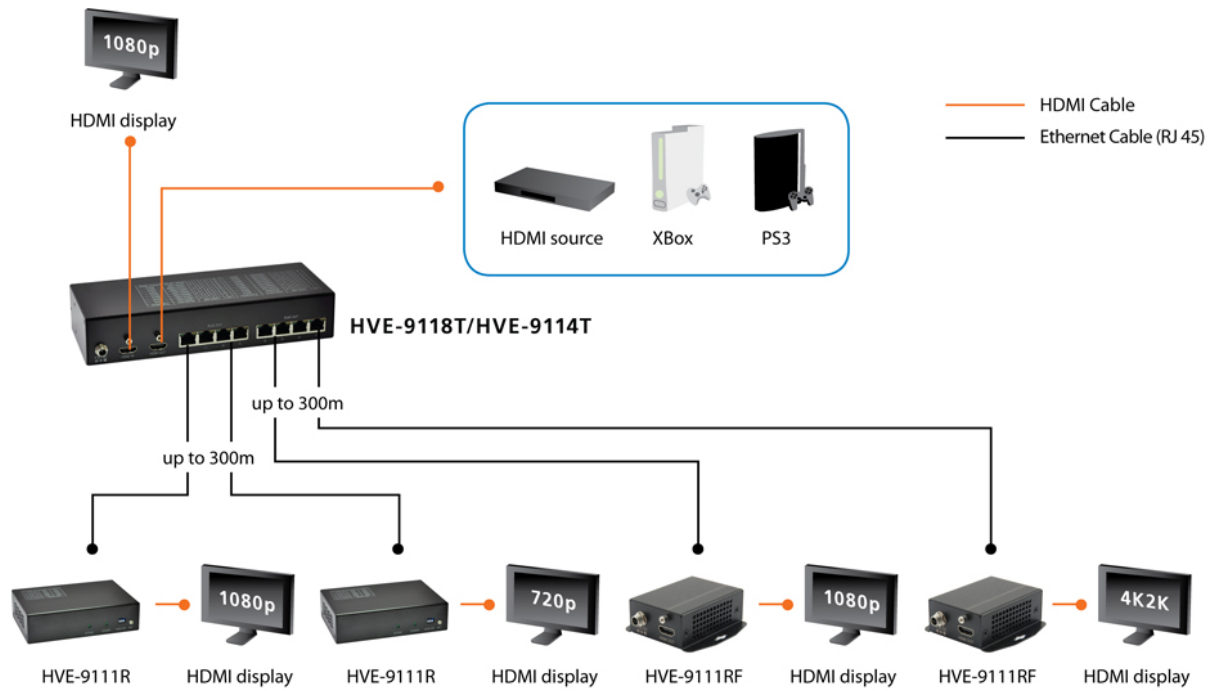 1080p
HDMI display
HDMI Cable
Ethernet Cable (RJ 45)
HDMI source
XBox
PS3
HVE-9118T/HVE-9114T
up to 300m
up to 300m
1080p
720p
1080p
4K2K
HVE-9111R
HDMI display
HVE-9111R
HDMI display
HVE-9111RF
HDMI display
HVE-9111RF
HDMI display